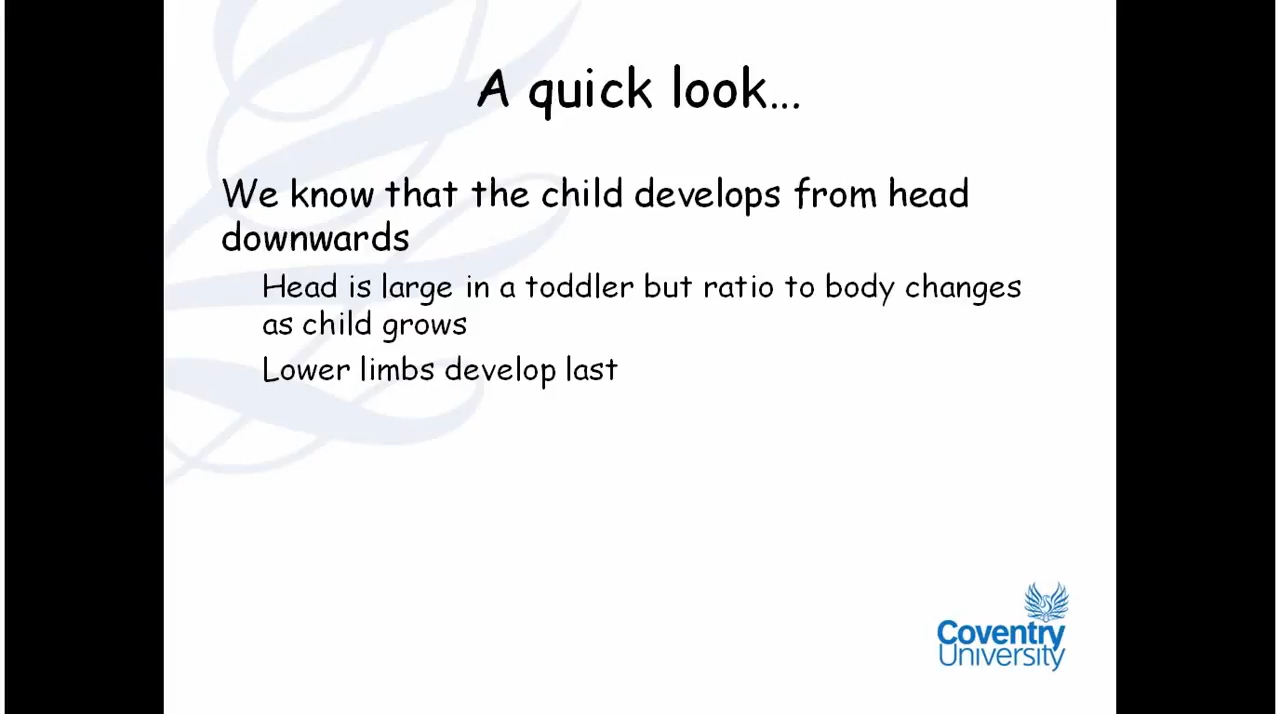 A quick look...
We know that the child develops from head
downwards
Head is large in a toddler but ratio to body changes
as child grows
Lower limbs develop last
Coventry
University